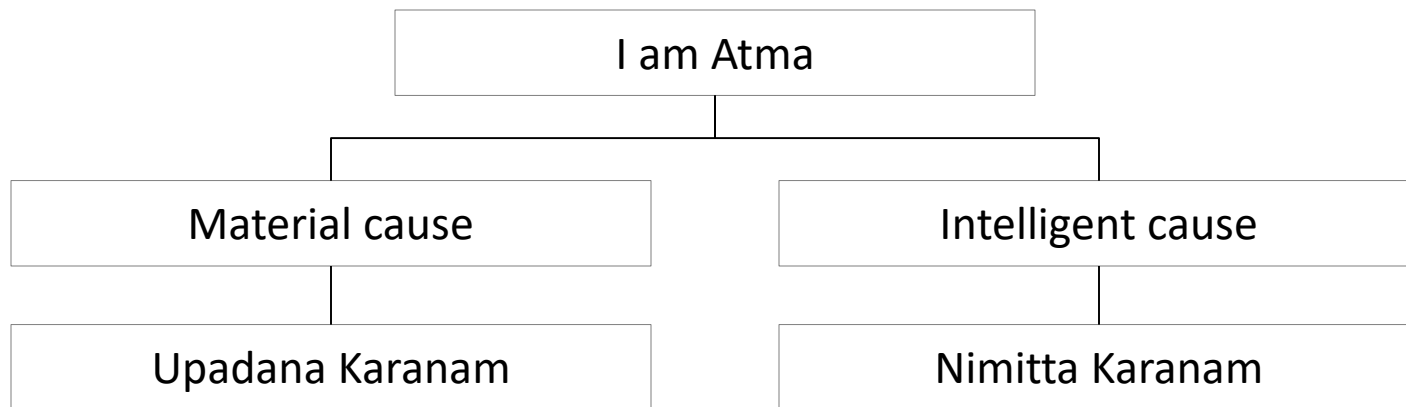 I am Atma
Material cause
Intelligent cause
Upadana Karanam
Nimitta Karanam